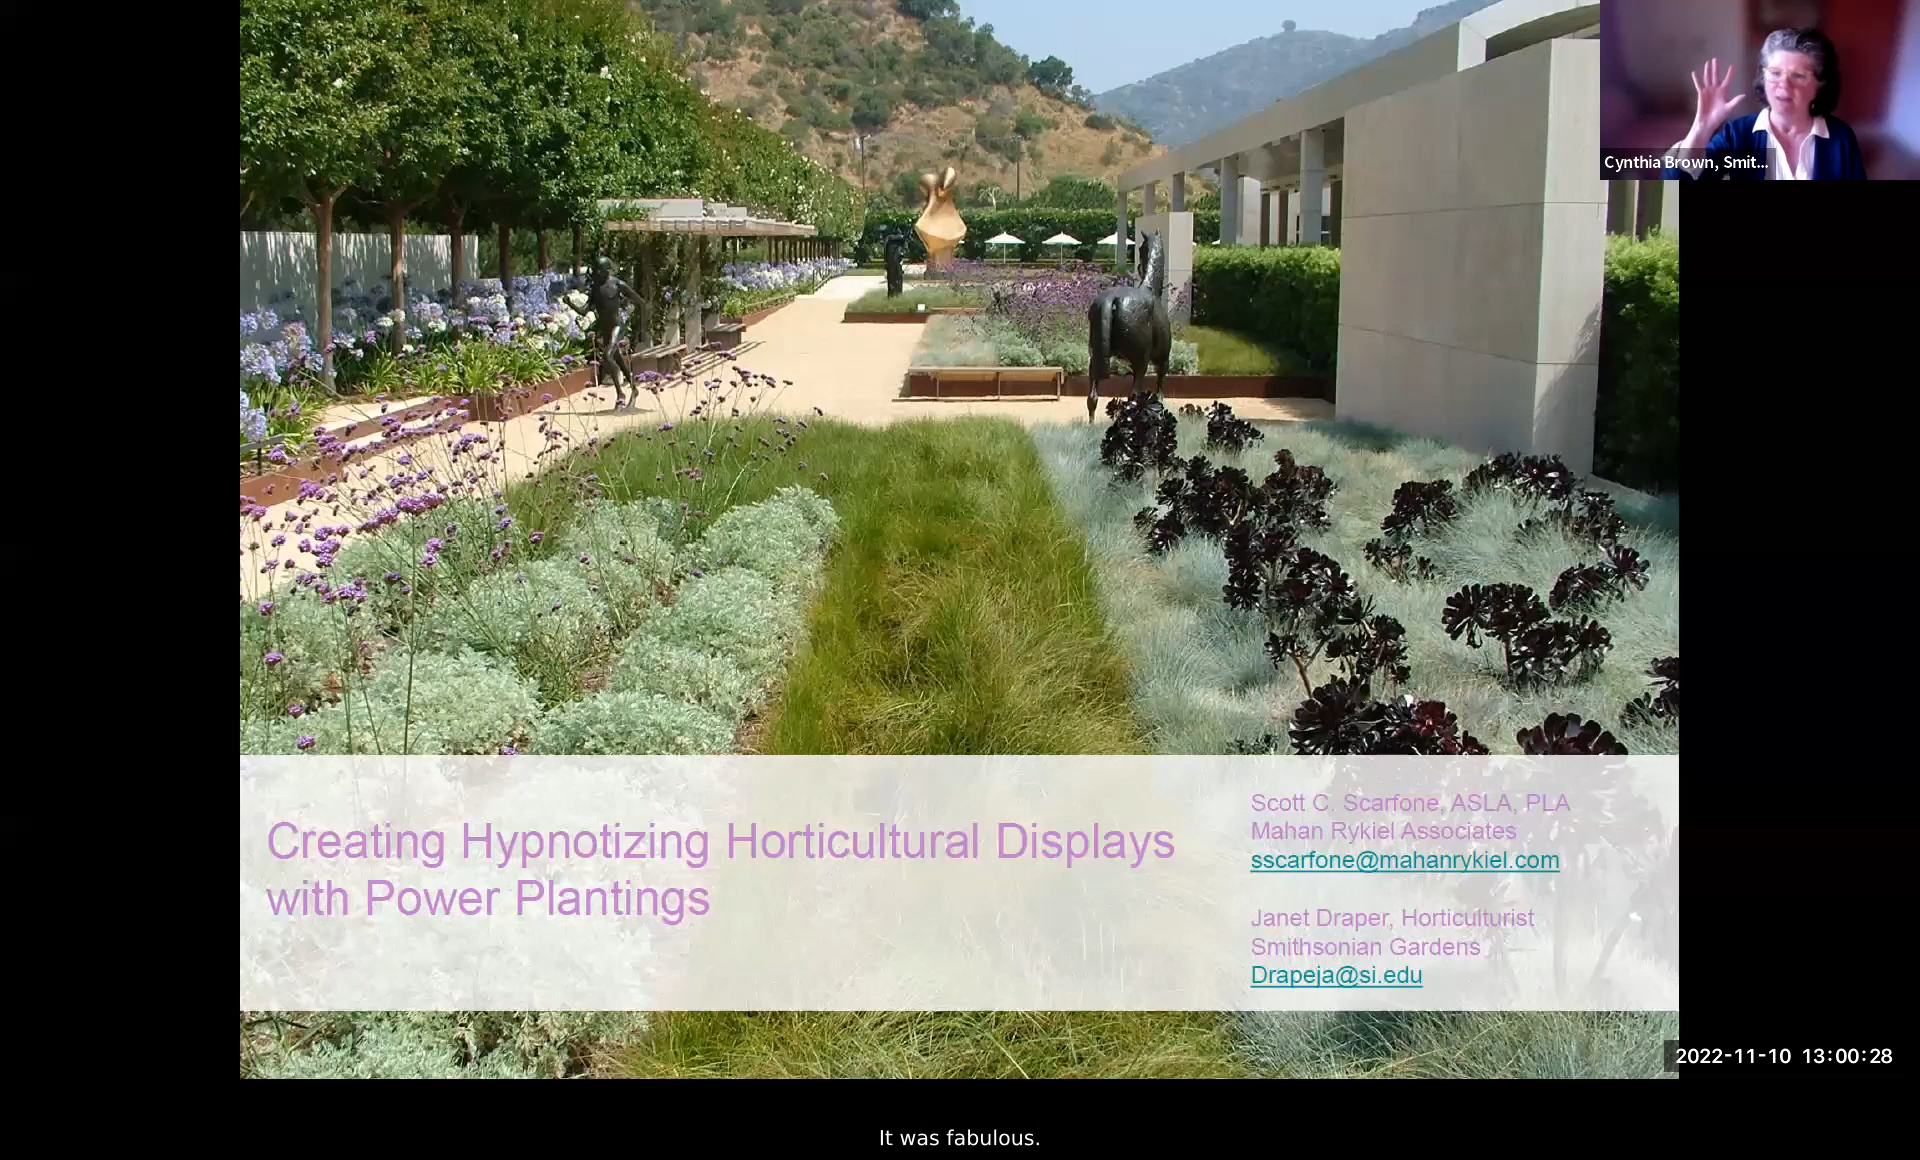 Cynthia Brown, Smit...
Creating Hypnotizing Horticultural Displays
with Power Plantings
Scott C. Scarfone, ASLA, PLA
Mahan Rykiel Associates
sscarfone@mahanrykiel.com
Janet Draper, Horticulturist
Smithsonian Gardens
Drapeja@si.edu
2022-11-10 13:00:28
It was fabulous.